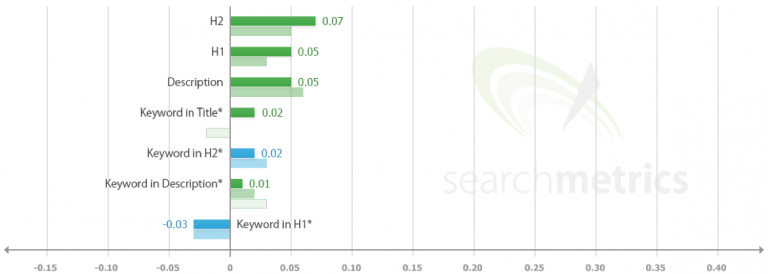 H2 0.07
H1 0.05
Description 0.05
Keyword in Title* 0.02
Keyword in H2* 0.02
Keyword in Description* 0.01
-0.03 Keyword in H1*
searchmetrics
-0.15 -0.10 -0.05 0 0.05 0.10 0.15 0.20 0.25 0.30 0.35 0.40